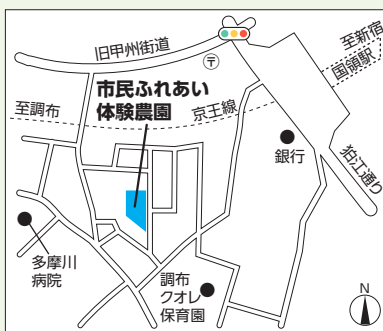 旧甲州街道
〒
至新宿
国領駅
市民ふれあい
体験農園
至調布
京王線
銀行
狛江通り
多摩川
病院
調布
クオレ
保育園
N